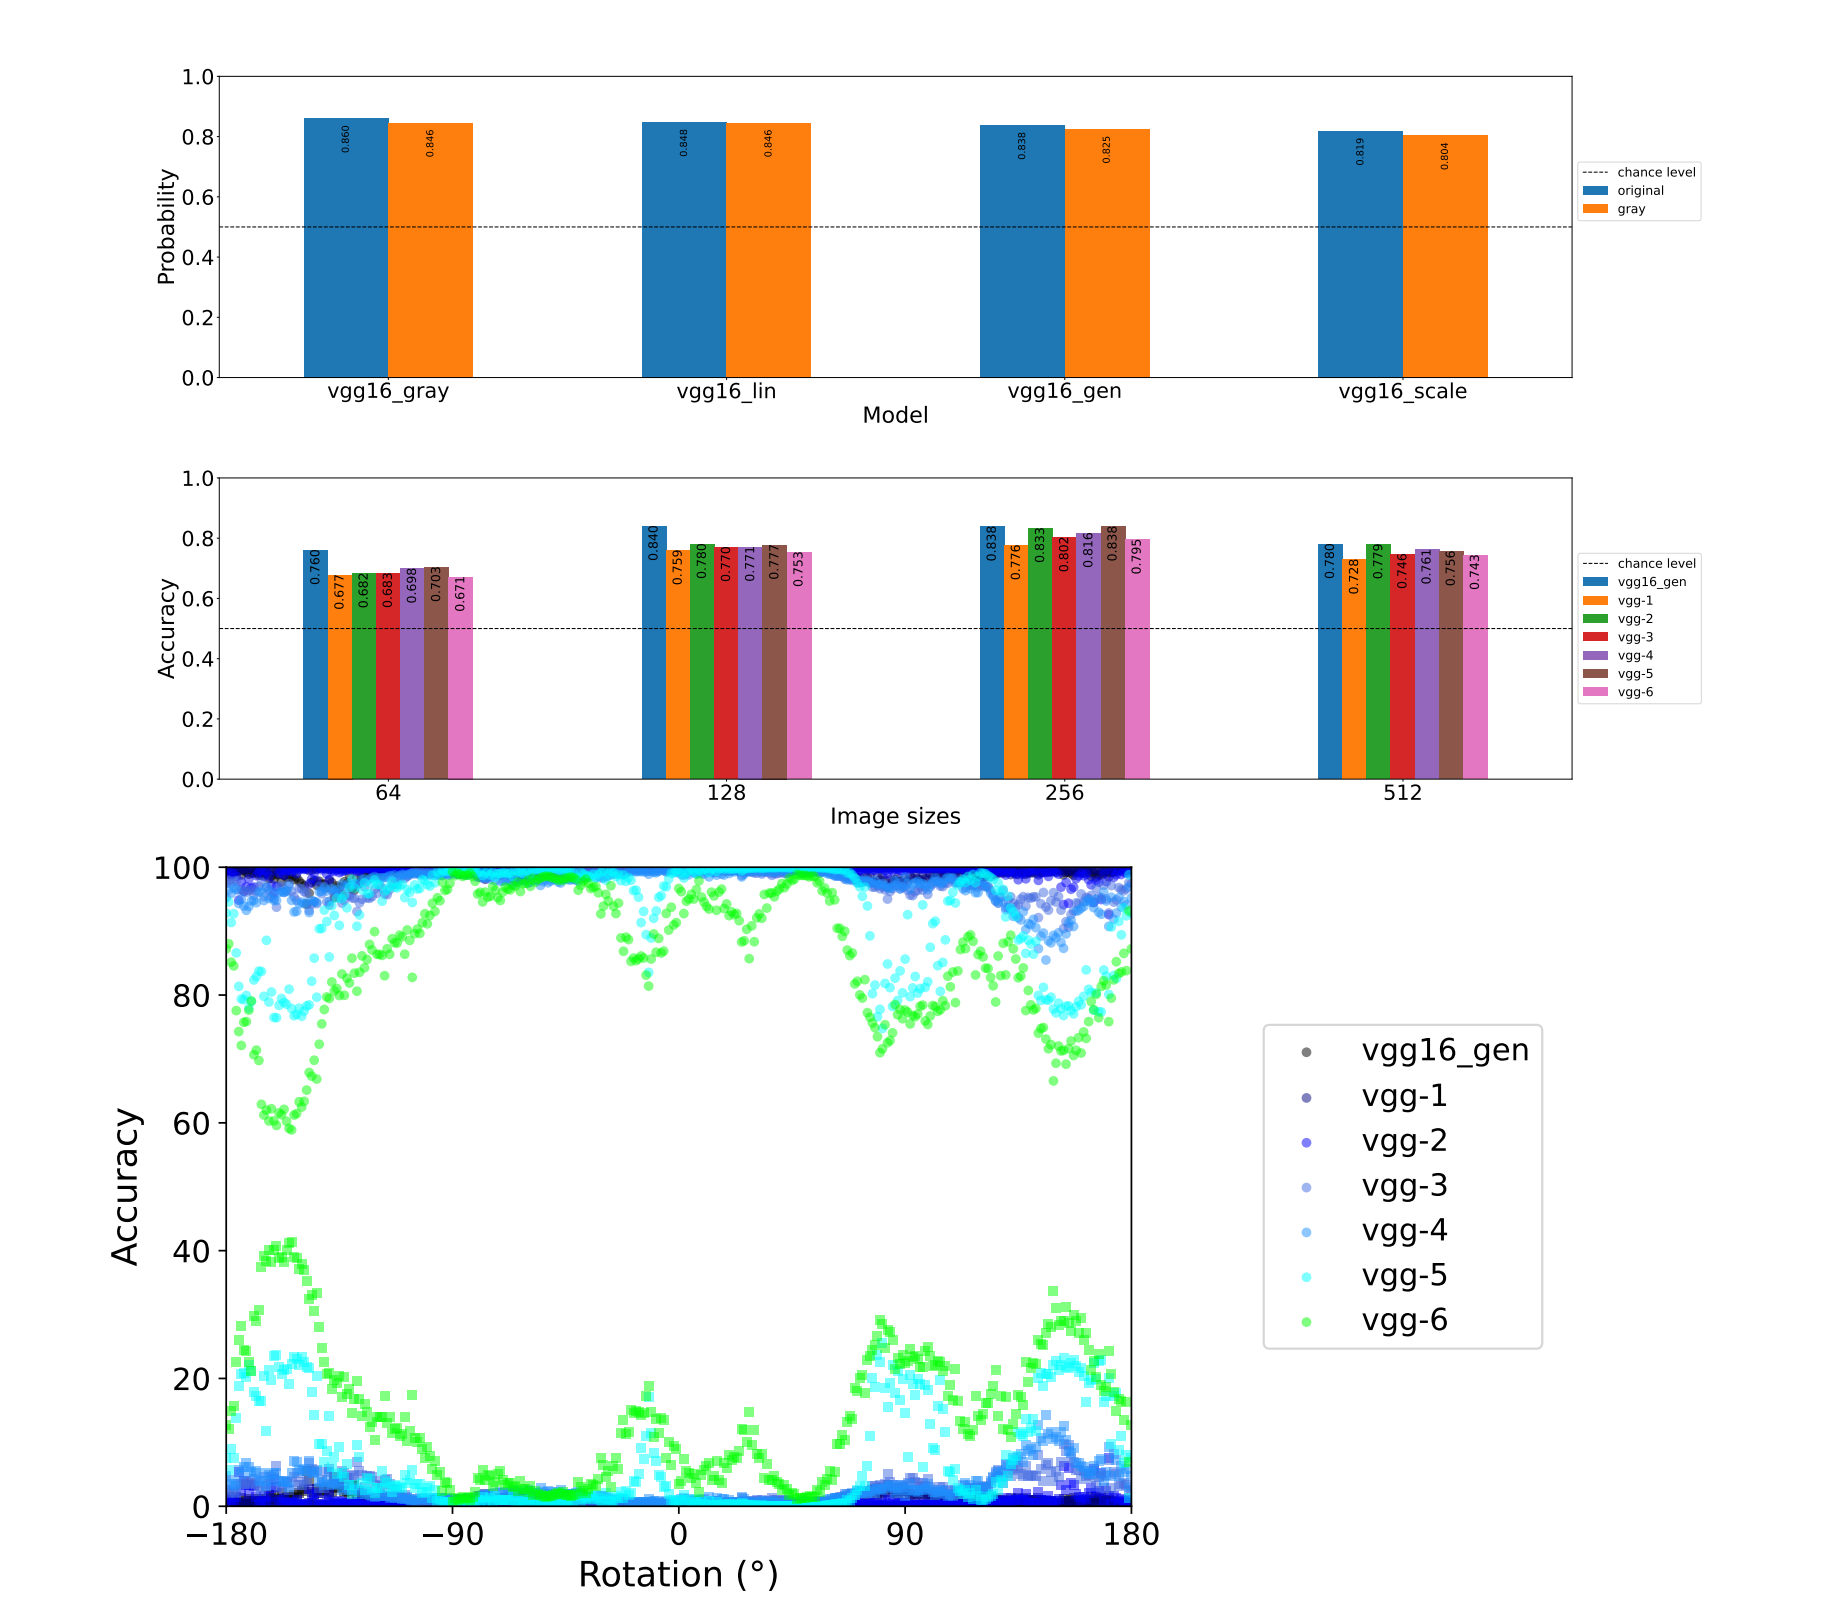 1.0
0.8
0.6
0.4
0.2
0.0
Probability
0.860
0.846
0.848
0.846
0.838
0.825
0.819
0.804
vgg16_gray
vgg16_lin
vgg16_gen
vgg16_scale
Model
chance level
original
gray
1.0
0.8
0.6
0.4
0.2
0.0
Accuracy
0.760
0.677
0.682
0.683
0.698
0.703
0.671
0.840
0.759
0.780
0.770
0.771
0.777
0.753
0.838
0.776
0.833
0.802
0.816
0.838
0.795
0.780
0.728
0.779
0.746
0.761
0.756
0.743
64
128
256
512
Image sizes
chance level
vgg16_gen
vgg-1
vgg-2
vgg-3
vgg-4
vgg-5
vgg-6
100
80
60
40
20
0
Accuracy
−180
−90
0
90
180
Rotation (°)
vgg16_gen
vgg-1
vgg-2
vgg-3
vgg-4
vgg-5
vgg-6